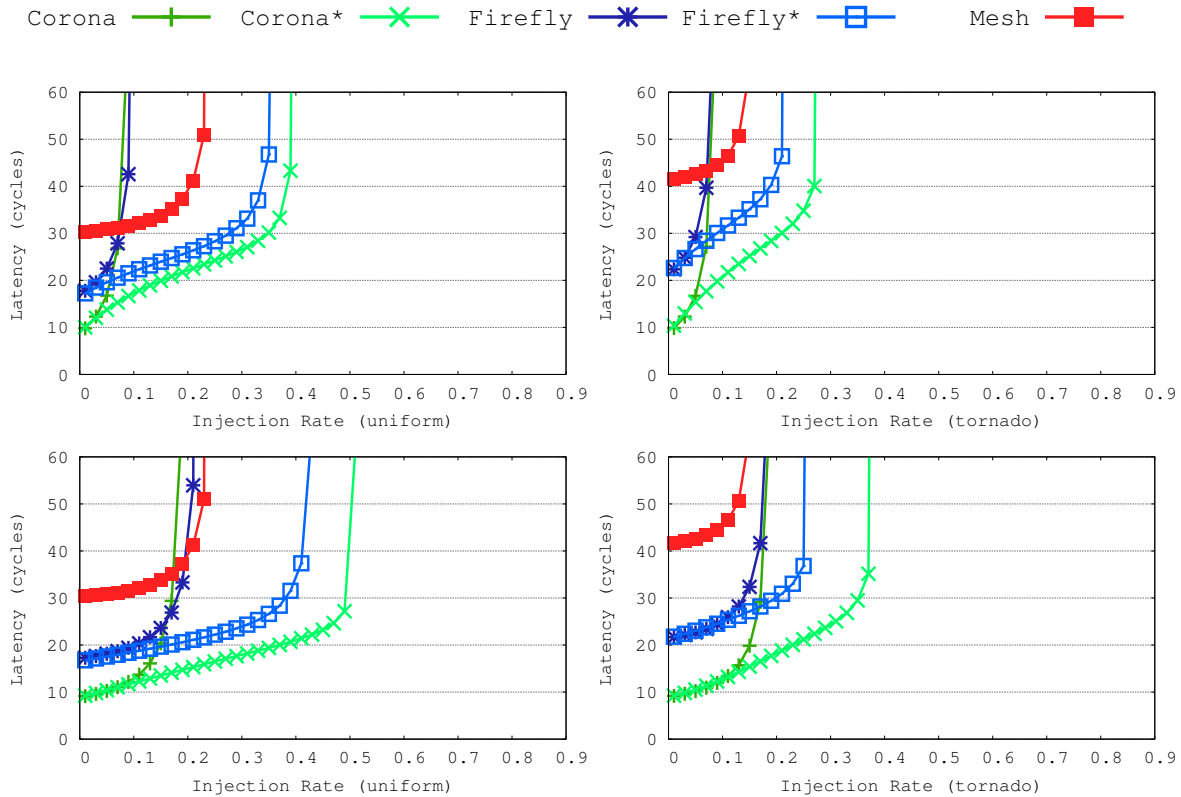 Corona Corona* Firefly Firefly* Mesh
60 60
50 50
40 40
30 30
20 20
10 10
0 0
Latency (cycles) Latency (cycles)
0 0.1 0.2 0.3 0.4 0.5 0.6 0.7 0.8 0.9 0 0.1 0.2 0.3 0.4 0.5 0.6 0.7 0.8 0.9
Injection Rate (uniform) Injection Rate (tornado)
60 60
50 50
40 40
30 30
20 20
10 10
0 0
Latency (cycles) Latency (cycles)
0 0.1 0.2 0.3 0.4 0.5 0.6 0.7 0.8 0.9 0 0.1 0.2 0.3 0.4 0.5 0.6 0.7 0.8 0.9
Injection Rate (uniform) Injection Rate (tornado)